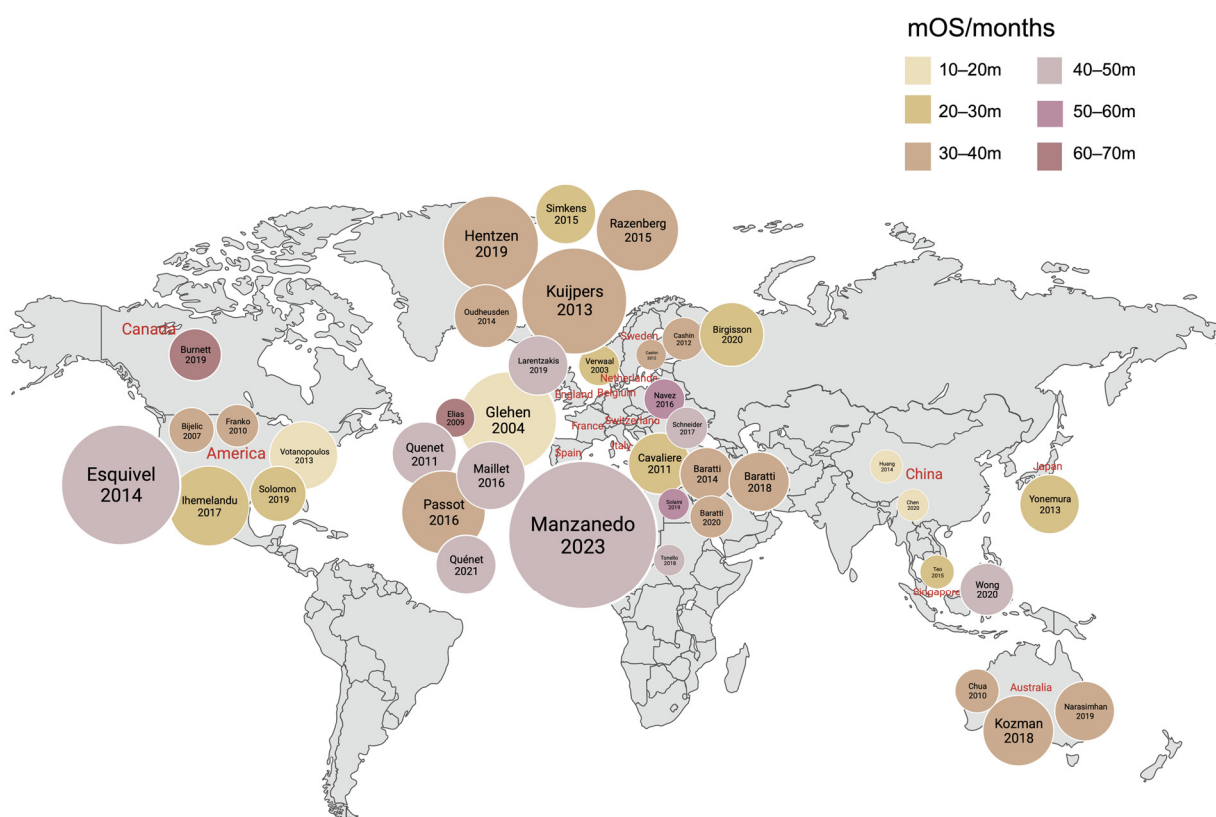 mOS/months
10–20m
20–30m
30–40m
40–50m
50–60m
60–70m
Simkens
2015
Razenberg
2015
Hentzen
2019
Kuijpers
2013
Oudheusden
2014
Canada
Burnett
2019
Larentzakis
2019
Verwaal
2003
Sweden
Cashin
2012
Cashin
2012
Birgisson
2020
Netherlands
England
Belgium
Navez
2016
Bijelic
2007
Franko
2010
America
Votanopoulos
2013
Elias
2009
Glehen
2004
France
Switzerland
Schneider
2017
Italy
Spain
Quenet
2011
Maillet
2016
Cavaliere
2011
Baratti
2014
Baratti
2018
Huang
2014
China
Japan
Esquivel
2014
Ihemelandu
2017
Solomon
2019
Passot
2016
Manzanedo
2023
Solaini
2019
Baratti
2020
Chen
2020
Yonemura
2013
Quénet
2021
Tonello
2018
Teo
2015
Singapore
Wong
2020
Chua
2010
Australia
Kozman
2018
Narasimhan
2019